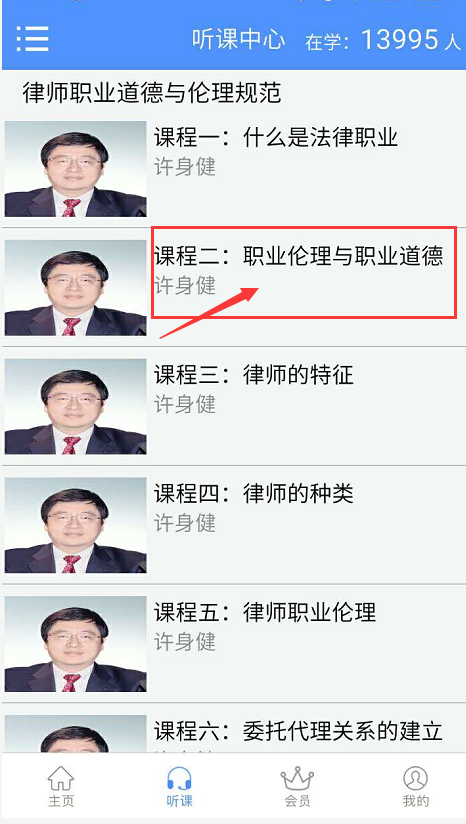 听课中心 在学：13995 人
律师职业道德与伦理规范
课程一：什么是法律职业
许身健
课程二：职业伦理与职业道德
许身健
课程三：律师的特征
许身健
课程四：律师的种类
许身健
课程五：律师职业伦理
许身健
课程六：委托代理关系的建立
主页 听课 会员 我的